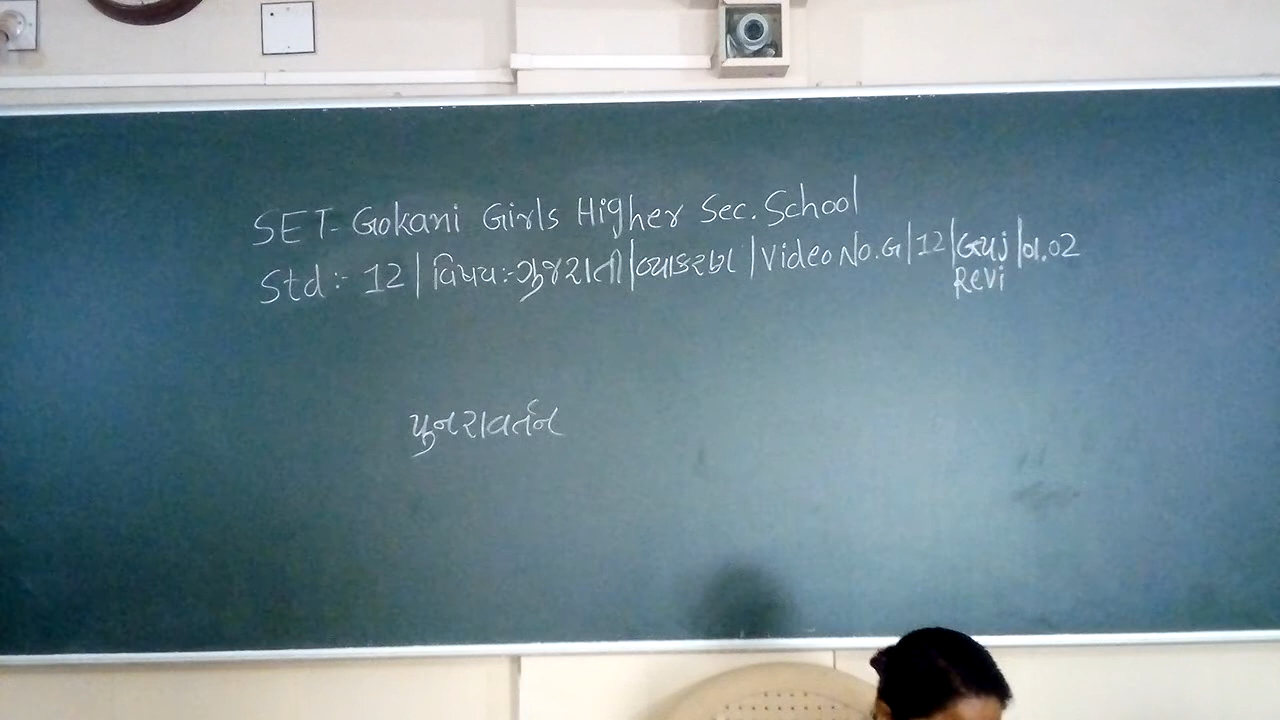 SET- Gokani Girls Higher Sec. School
Std:- 12 | વિષય:- ગુજરાતી | વ્યાકરણ | Video No. G | 12 | Guj | 01.02
Revi
પુનરાવર્તન